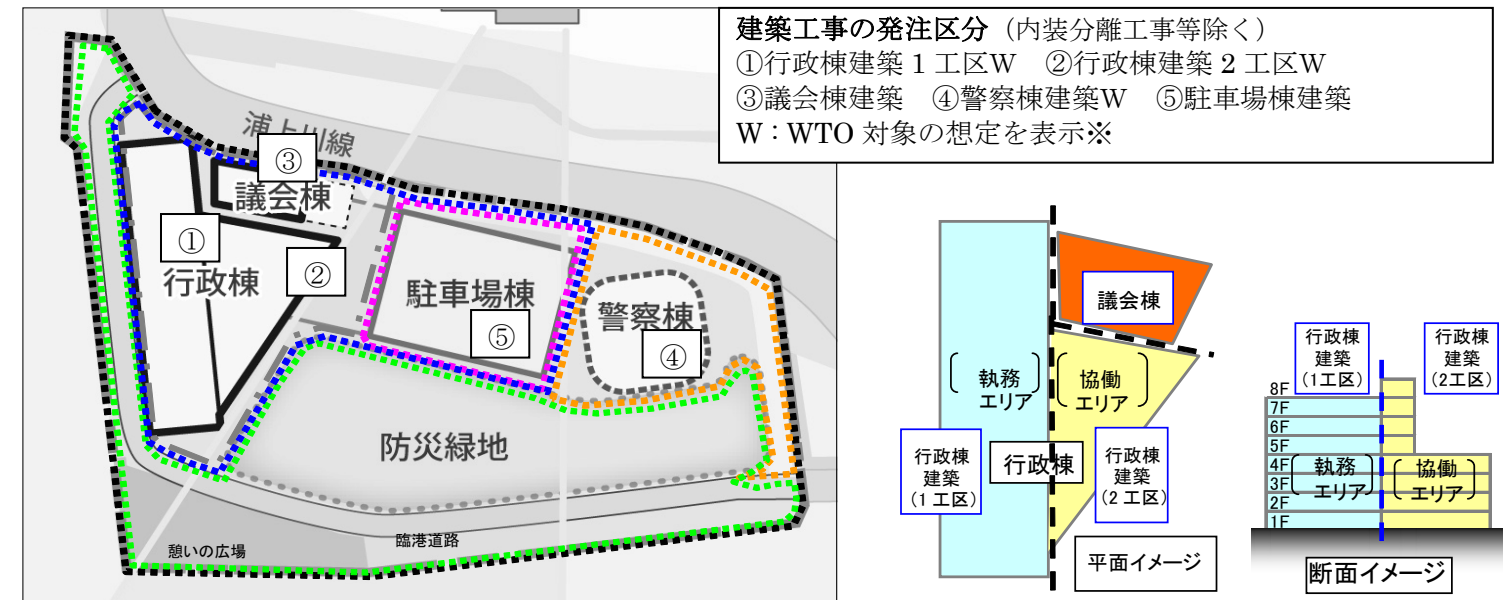 建築工事の発注区分（内装分離工事等除く）
①行政棟建築１工区W　②行政棟建築２工区W
③議会棟建築　④警察棟建築W　⑤駐車場棟建築
W：WTO 対象の想定を表示※
浦上川線
③
議会棟
①
行政棟
②
駐車場棟
⑤
警察棟
④
防災緑地
憩いの広場
臨港道路
議会棟
執務
エリア
協働
エリア
行政棟
建築
(1工区)
行政棟
行政棟
建築
(2工区)
平面イメージ
行政棟
建築
(1工区)
行政棟
建築
(2工区)
8F
7F
6F
5F
4F
3F
2F
1F
執務
エリア
協働
エリア
断面イメージ